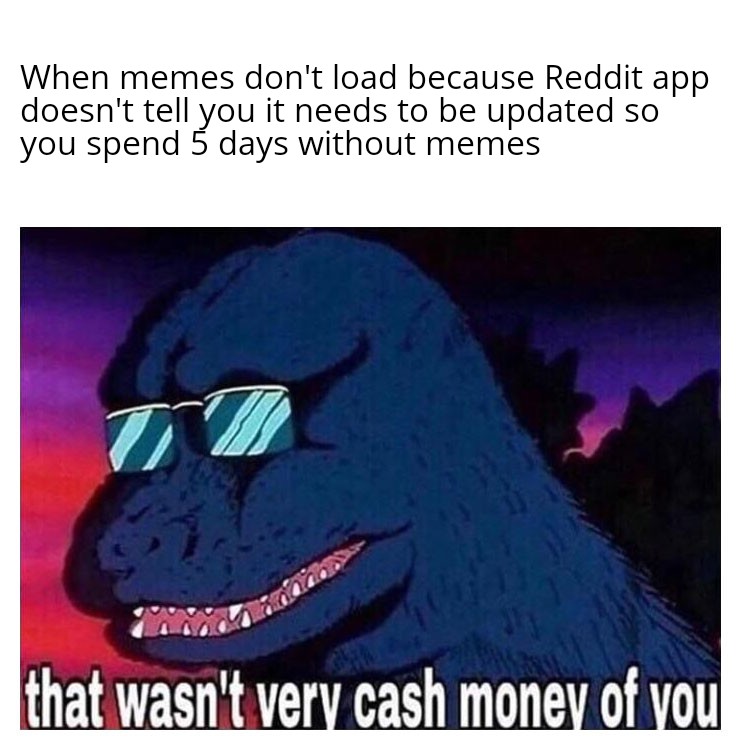 When memes don't load because Reddit app
doesn't tell you it needs to be updated so
you spend 5 days without memes
that wasn't very cash money of you